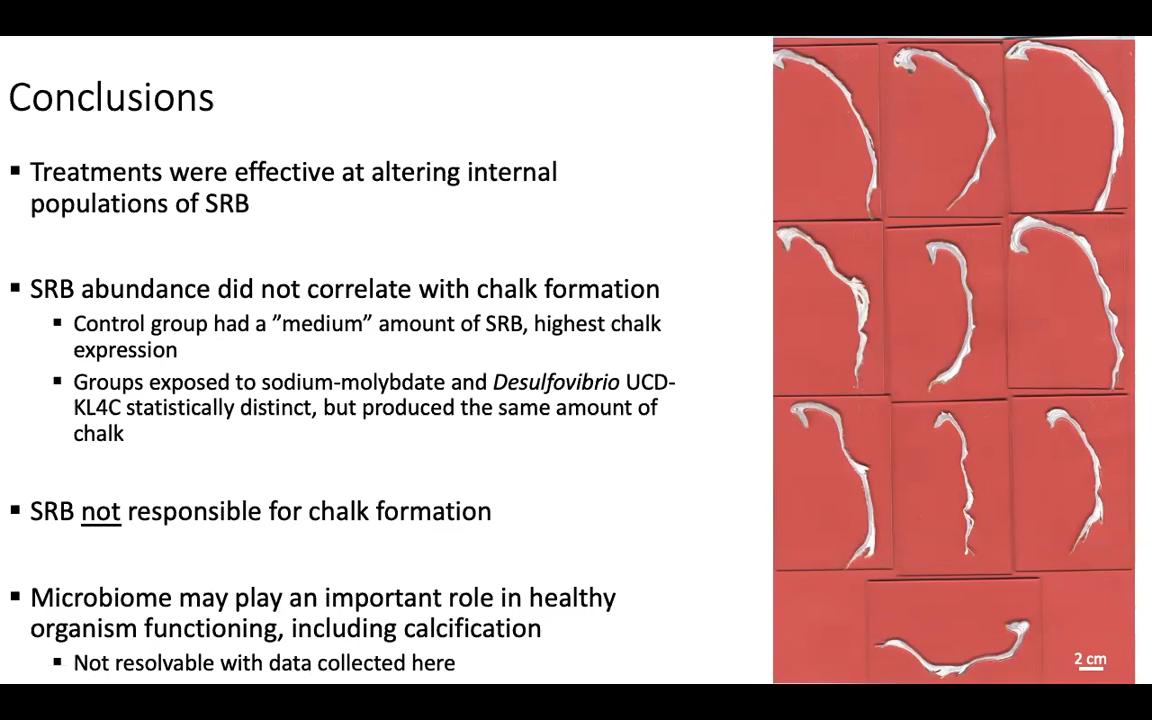 Conclusions
▪ Treatments were effective at altering internal
populations of SRB
▪ SRB abundance did not correlate with chalk formation
▪ Control group had a ”medium” amount of SRB, highest chalk
expression
▪ Groups exposed to sodium-molybdate and Desulfovibrio UCD-
KL4C statistically distinct, but produced the same amount of
chalk
▪ SRB not responsible for chalk formation
▪ Microbiome may play an important role in healthy
organism functioning, including calcification
▪ Not resolvable with data collected here
2 cm